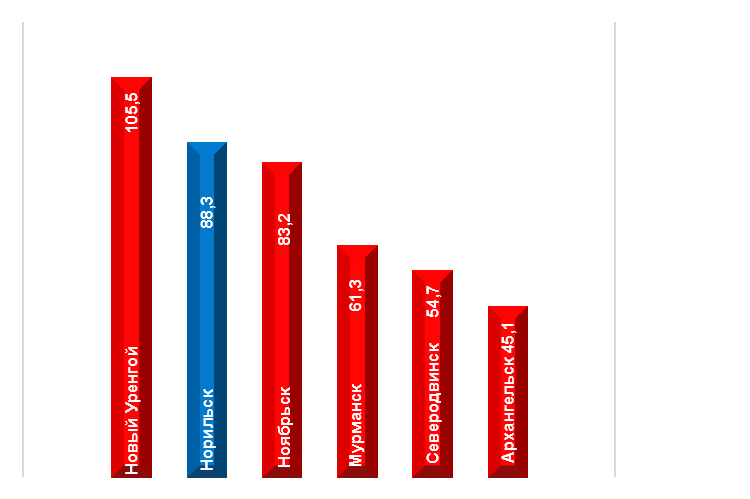 Новый Уренгой 105,5
Норильск 88,3
Ноябрьск 83,2
Мурманск 61,3
Северодвинск 54,7
Архангельск 45,1